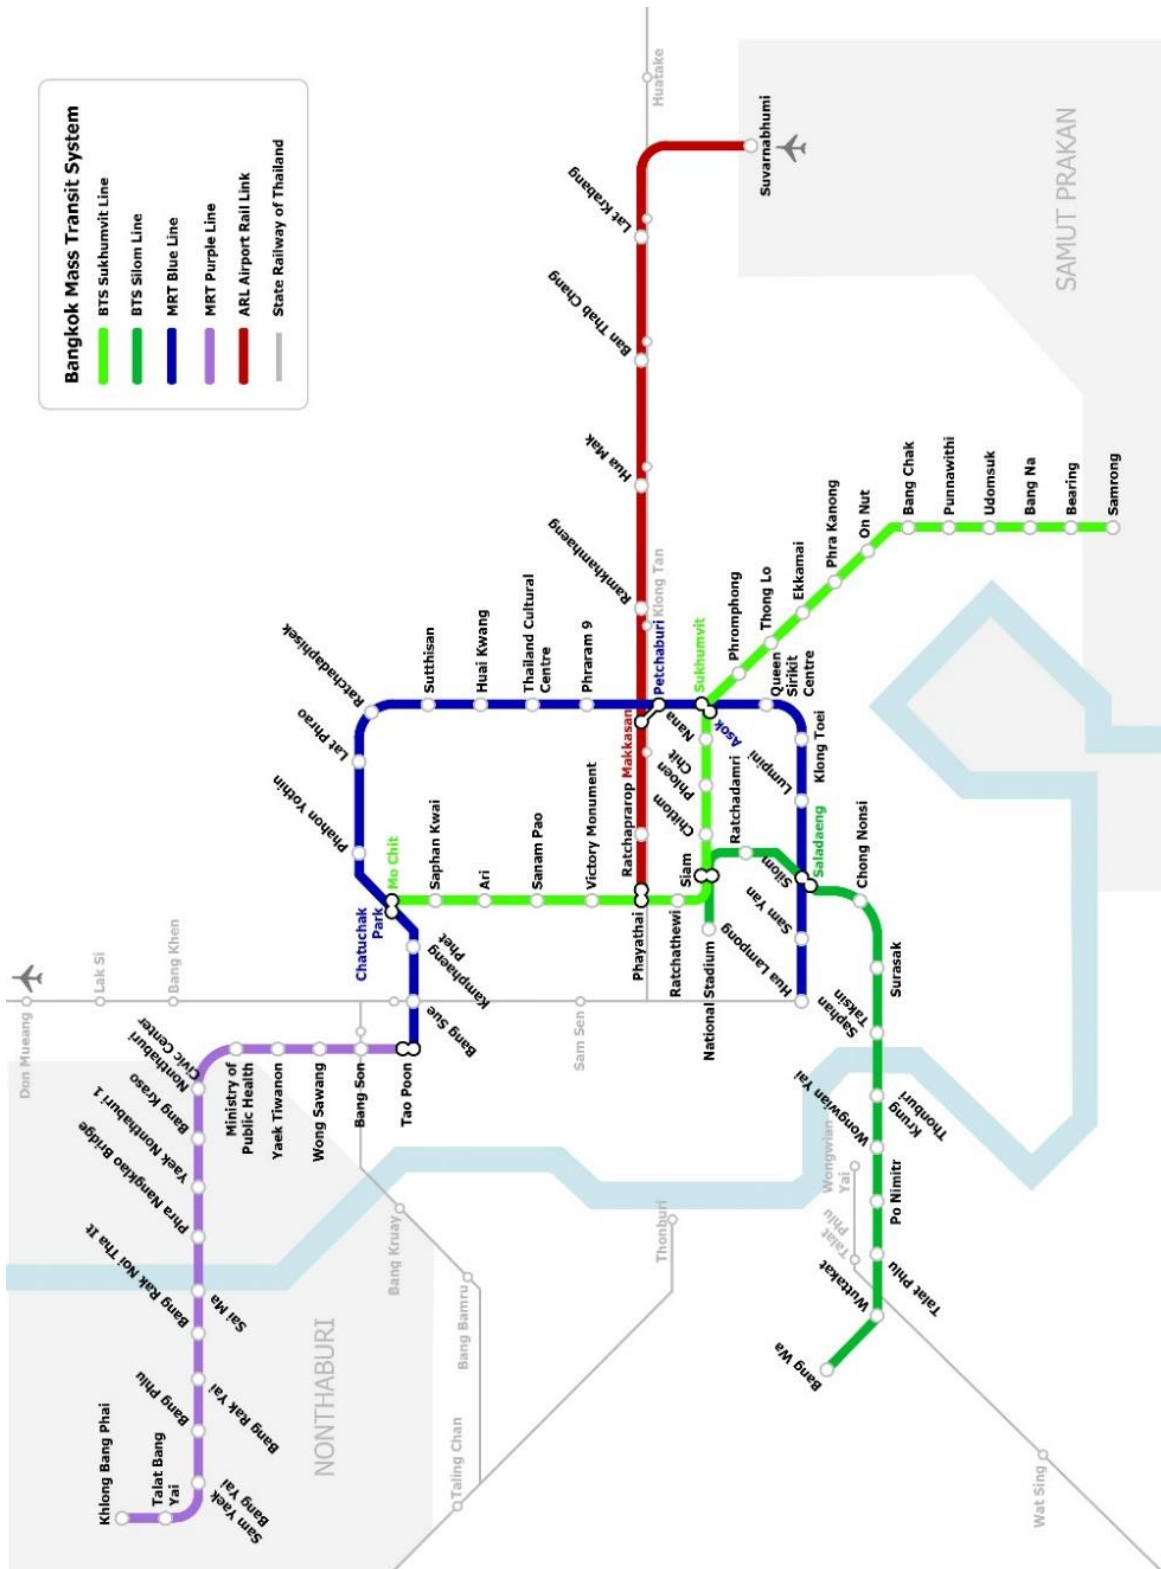 Bangkok Mass Transit System
BTS Sukhumvit Line
BTS Silom Line
MRT Blue Line
MRT Purple Line
ARL Airport Rail Link
State Railway of Thailand
Huatake
Suvarnabhumi
SAMUT PRAKAN
Lat Krabang
Ban Thab Chang
Hua Mak
Ramkhamhaeng
Klong Tan
Makkasan
Ratchaprarop
Phayathai
Ratchadaphisek
Lat Phrao
Phahon Yothin
Sutthisan
Huai Kwang
Thailand Cultural
Centre
Phraram 9
Petchaburi
Sukhumvit
Asok
Queen
Sirikit
Centre
Klong Toei
Lumpini
Silom
Sam Yan
Hua Lampong
Phromphong
Thong Lo
Ekkamai
Phra Kanong
On Nut
Bang Chak
Punnawithi
Udomsuk
Bang Na
Bearing
Samrong
Nana
Phloen
Chit
Chitlom
Siam
Ratchathewi
Victory Monument
Sanam Pao
Ari
Saphan Kwai
Mo Chit
Chatuchak
Park
Kamphaeng
Phet
Bang Sue
Tao Poon
National Stadium
Ratchadamri
Saladaeng
Chong Nonsi
Surasak
Saphan
Taksin
Krung
Thonburi
Wongwian Yai
Po Nimitr
Talat Phlu
Wuttakat
Bang Wa
Don Mueang
Lak Si
Bang Khen
Sam Sen
Bang Son
Wong Sawang
Yaek Tiwanon
Ministry of
Public Health
Nonthaburi
Civic Center
Bang Kraso
Yaek Nonthaburi 1
Phra Nangklao Bridge
Sai Ma
Bang Rak Noi Tha It
Bang Rak Yai
Bang Phlu
Sam Yaek
Bang Yai
Talat Bang
Yai
Khlong Bang Phai
NONTHABURI
Bang Kruay
Bang Bamru
Taling Chan
Thonburi
Wongwian
Yai
Talat
Phlu
Wat Sing